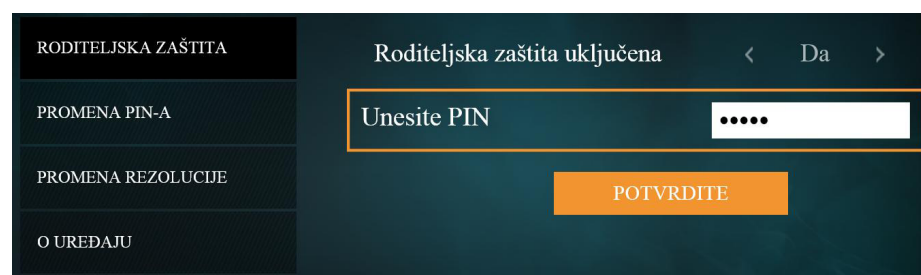 RODITELJSKA ZAŠTITA
PROMENA PIN-A
PROMENA REZOLUCIJE
O UREĐAJU
Roditeljska zaštita uključena < Da >
Unesite PIN •••••
POTVRDITE